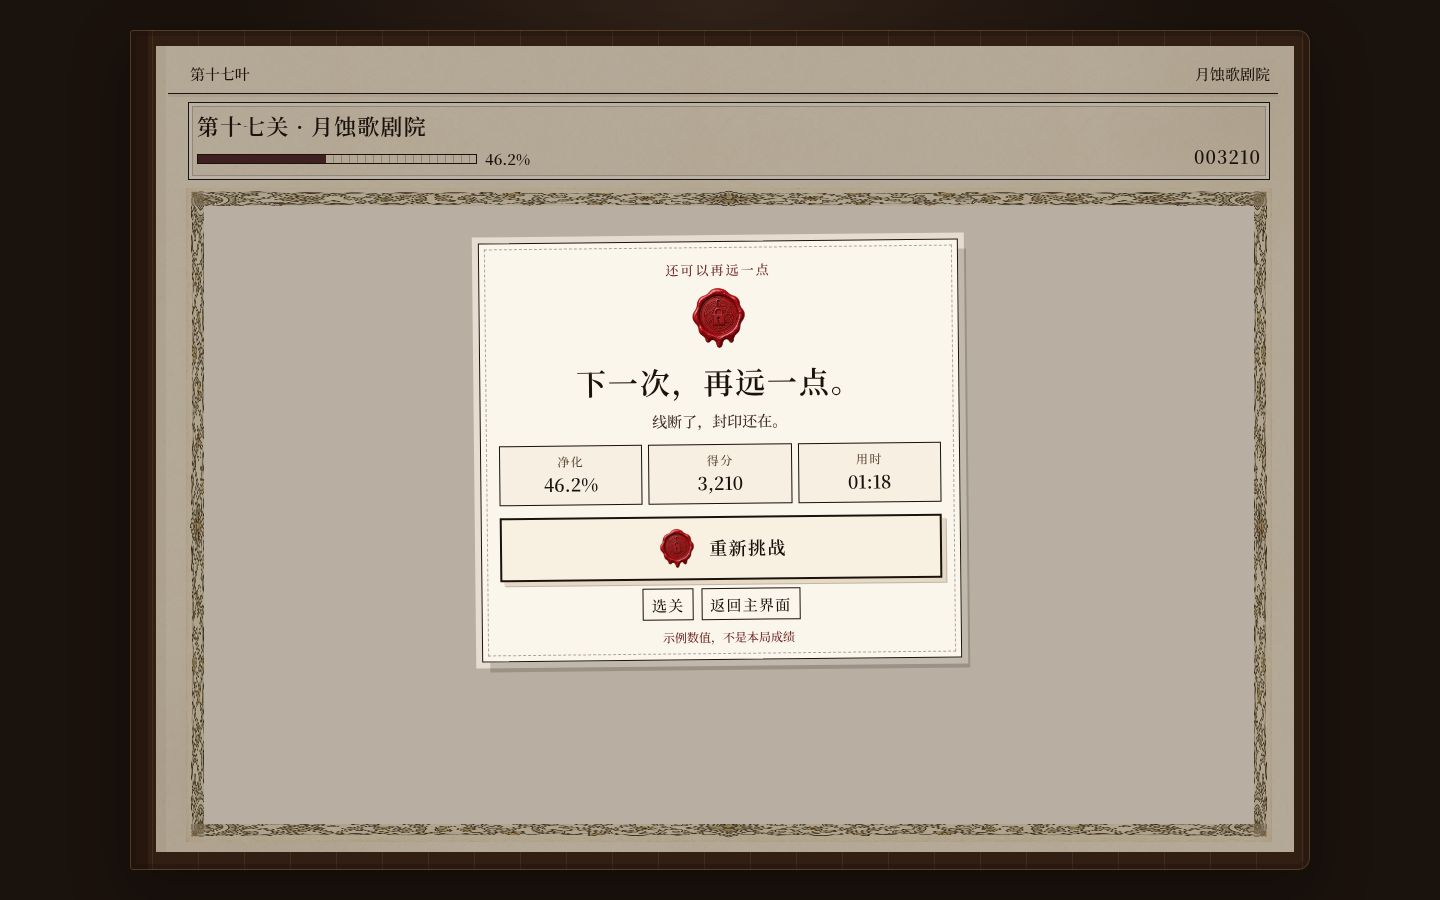 第十七叶
月蚀歌剧院
第十七关 · 月蚀歌剧院
46.2%
003210
还可以再远一点
下一次，再远一点。
线断了，封印还在。
净化
46.2%
得分
3,210
用时
01:18
重新挑战
选关
返回主界面
示例数值，不是本局成绩